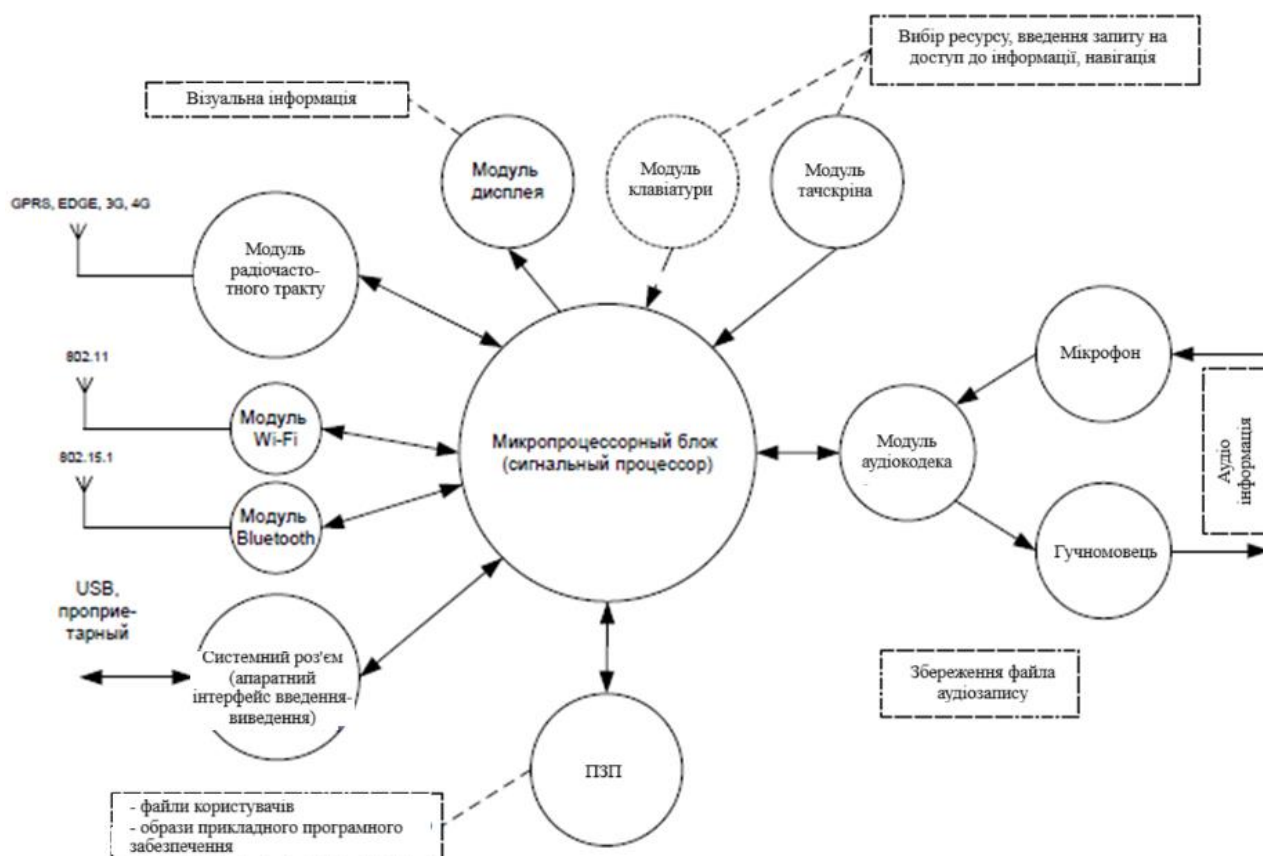 Вибір ресурсу, введення запиту на
доступ до інформації, навігація
Візуальна інформація
Модуль
дисплея
Модуль
клавіатури
Модуль
тачскріна
GPRS, EDGE, 3G, 4G
Модуль
радіочасто-
тного тракту
802.11
Модуль
Wi-Fi
802.15.1
Модуль
Bluetooth
Микропроцессорный блок
(сигнальный процессор)
Модуль
аудіокодека
Мікрофон
Аудіо
інформація
Гучномовець
USB,
проприе-
тарный
Системний роз'єм
(апаратний
інтерфейс введення-
виведення)
Збереження файла
аудіозапису
ПЗП
- файли користувачів
- образи прикладного програмного
забезпечення